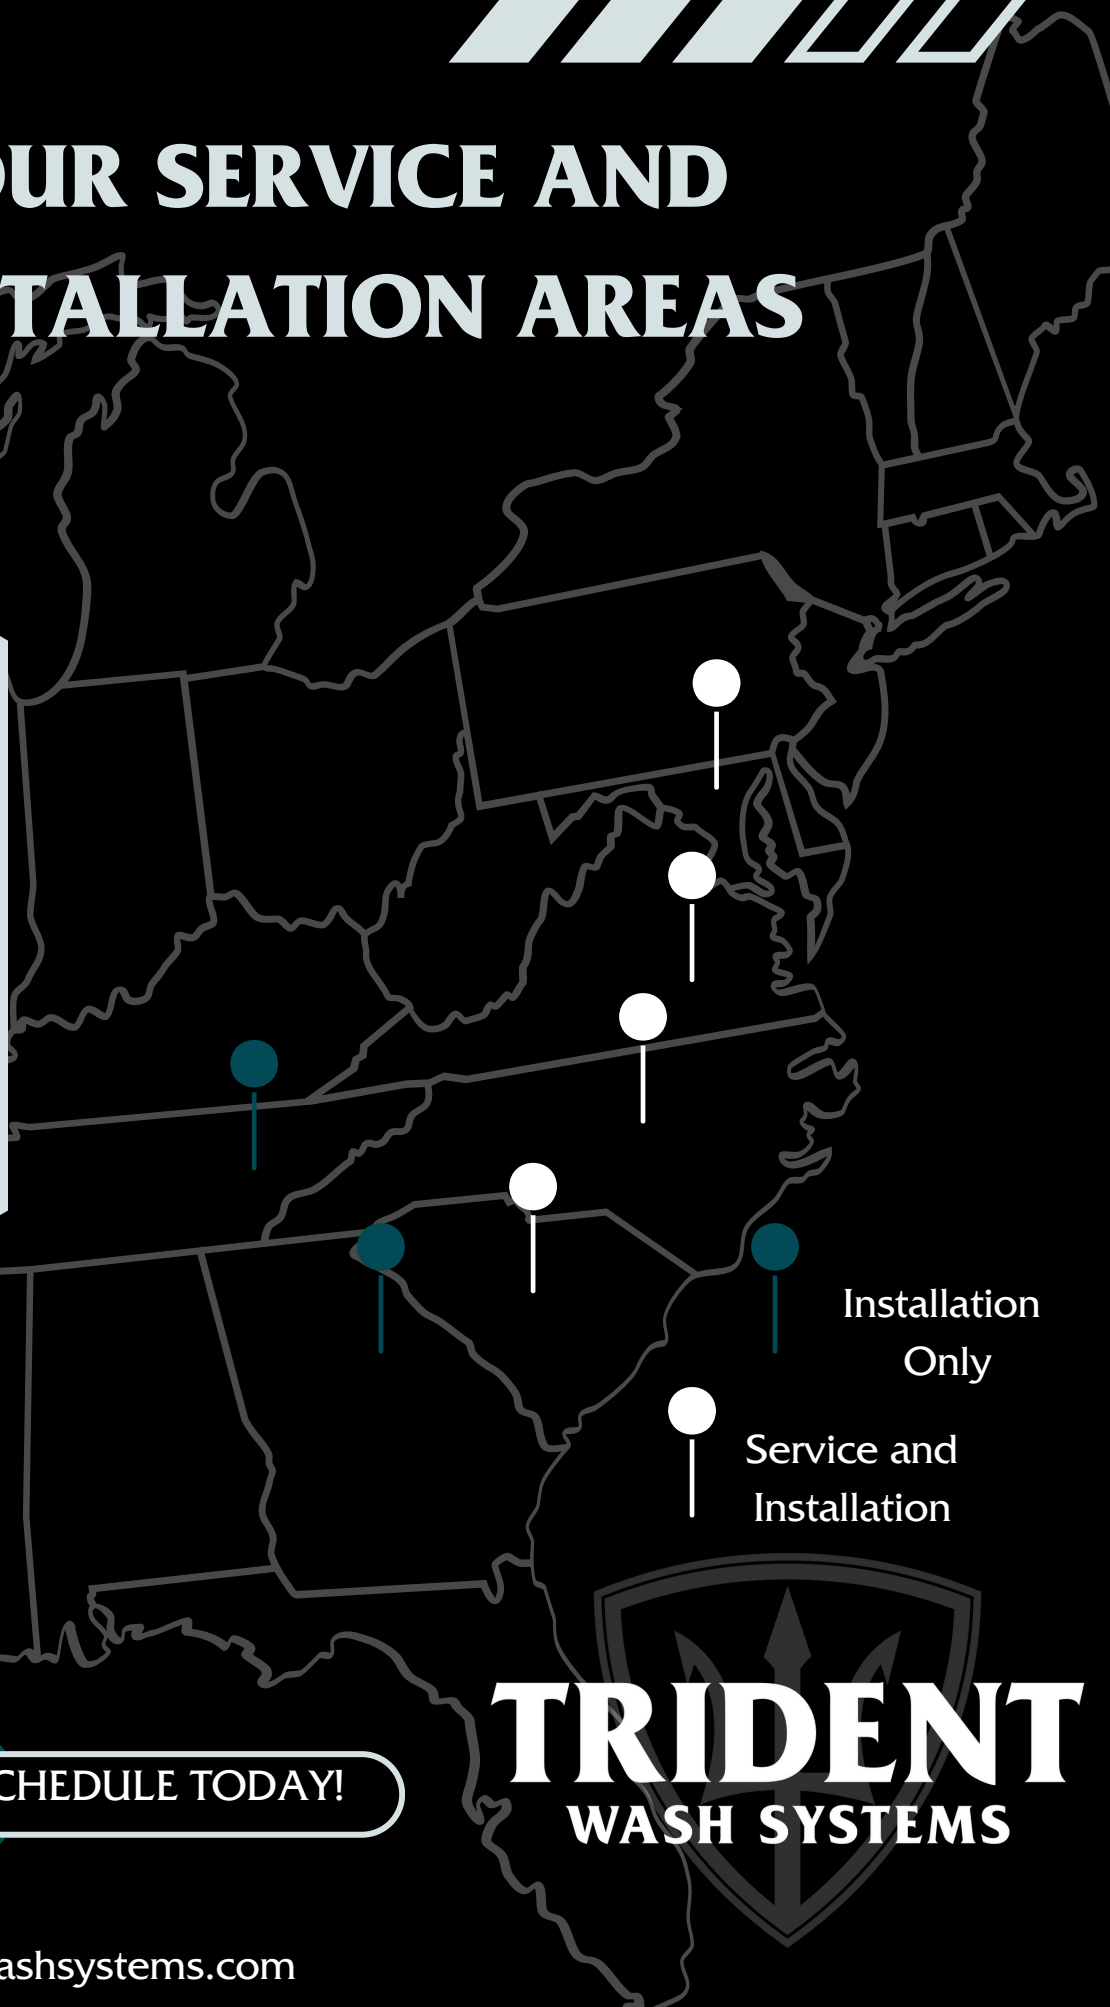 OUR SERVICE AND
TALLATION AREAS
Installation
Only
Service and
Installation
TRIDENT
WASH SYSTEMS
CHEDULE TODAY!
ashsystems.com